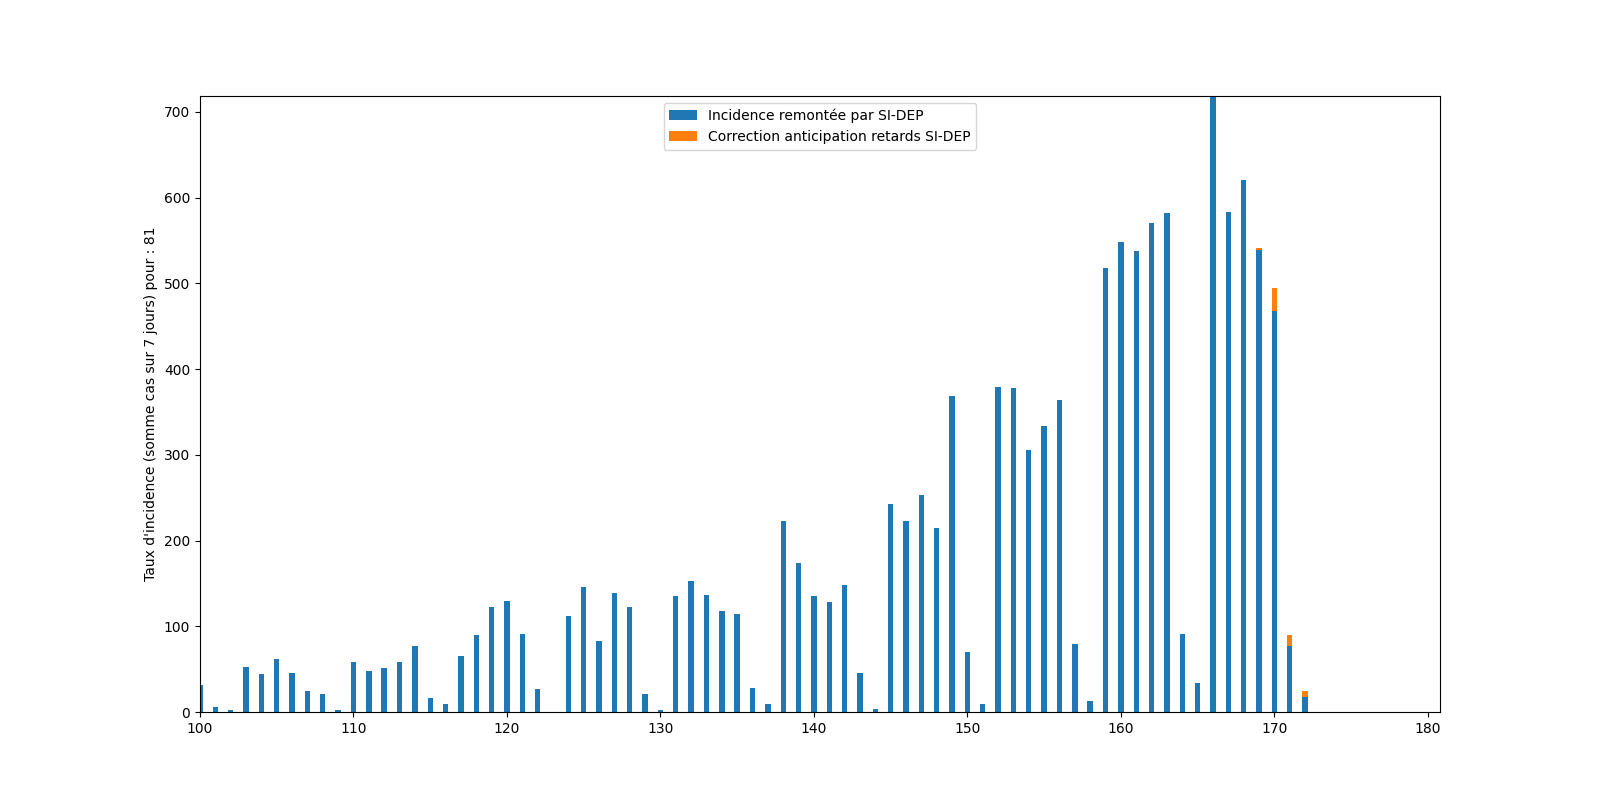 Incidence remontée par SI-DEP
Correction anticipation retards SI-DEP
Taux d'incidence (somme cas sur 7 jours) pour : 81
700
600
500
400
300
200
100
0
100 110 120 130 140 150 160 170 180